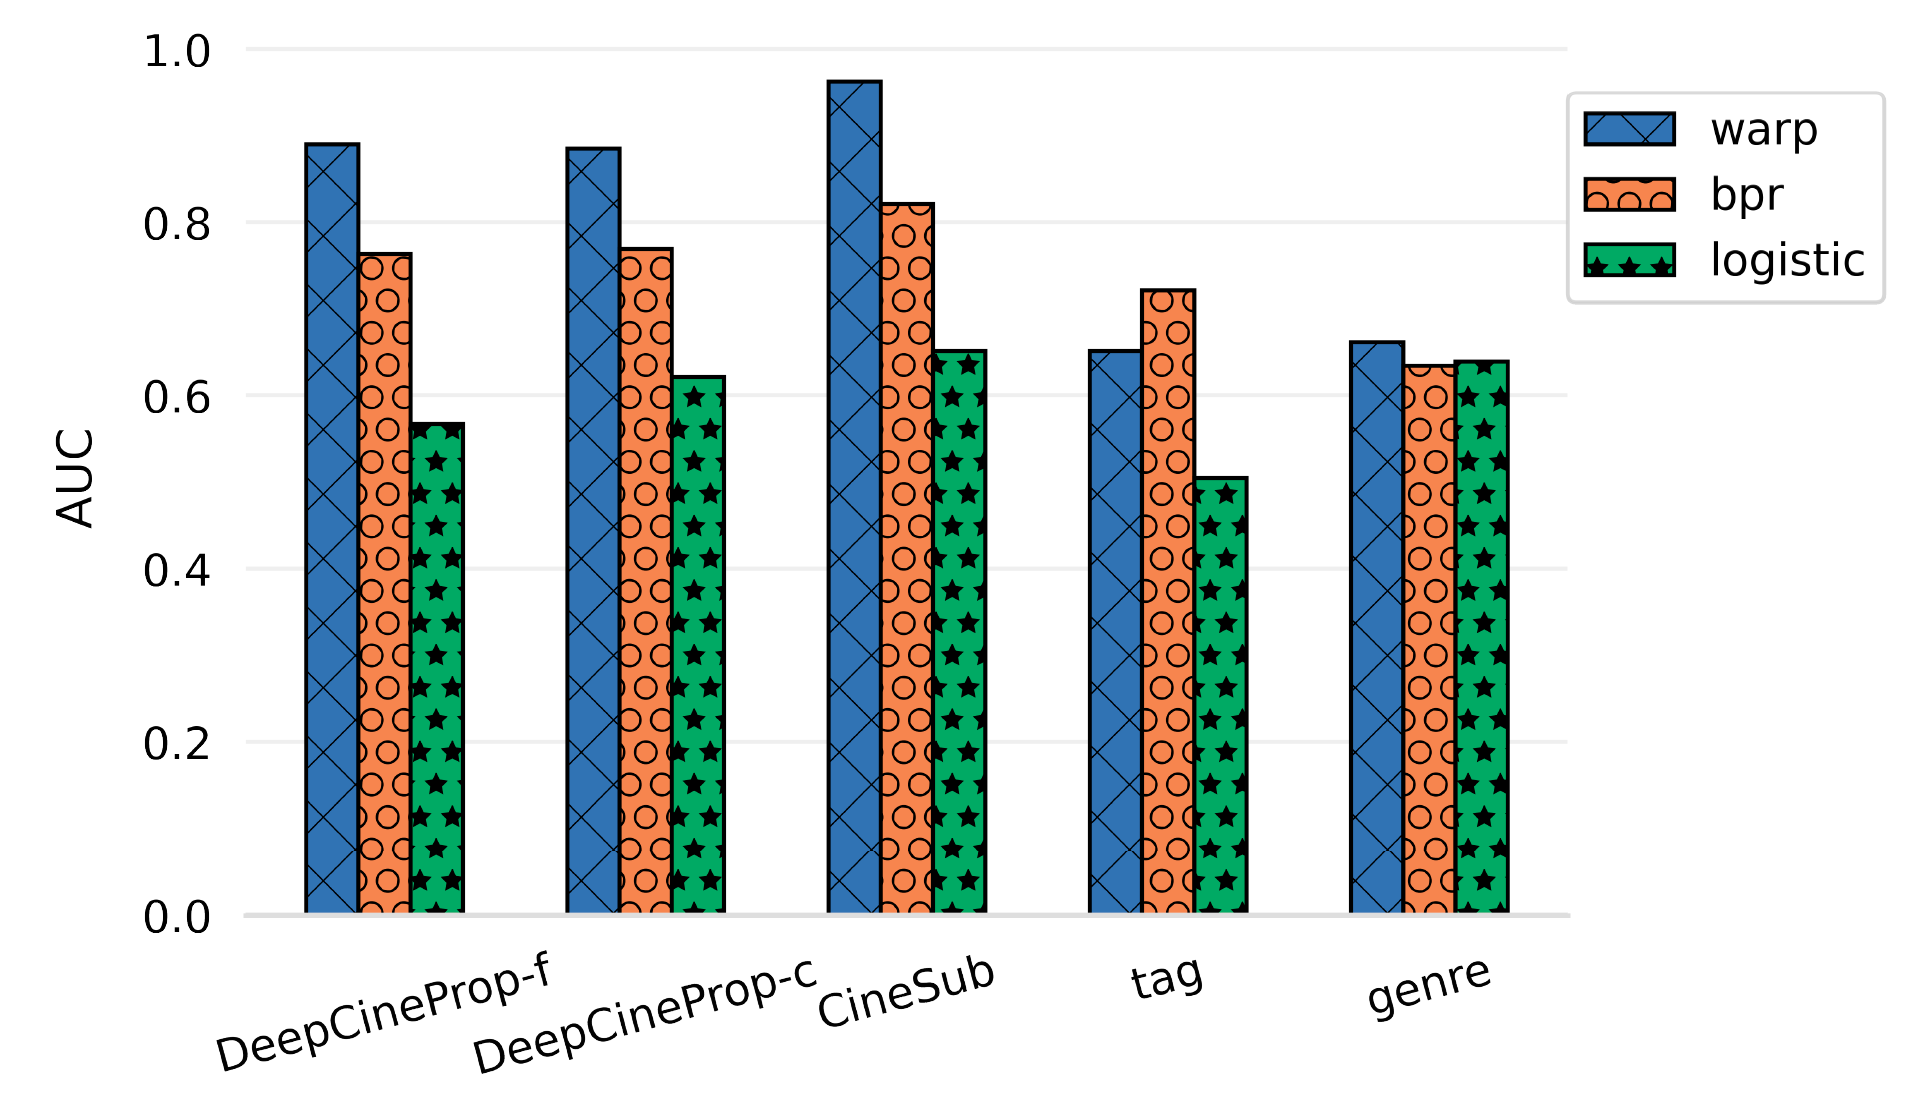 AUC
1.0
0.8
0.6
0.4
0.2
0.0
DeepCineProp-f
DeepCineProp-c
CineSub
tag
genre
warp
bpr
logistic